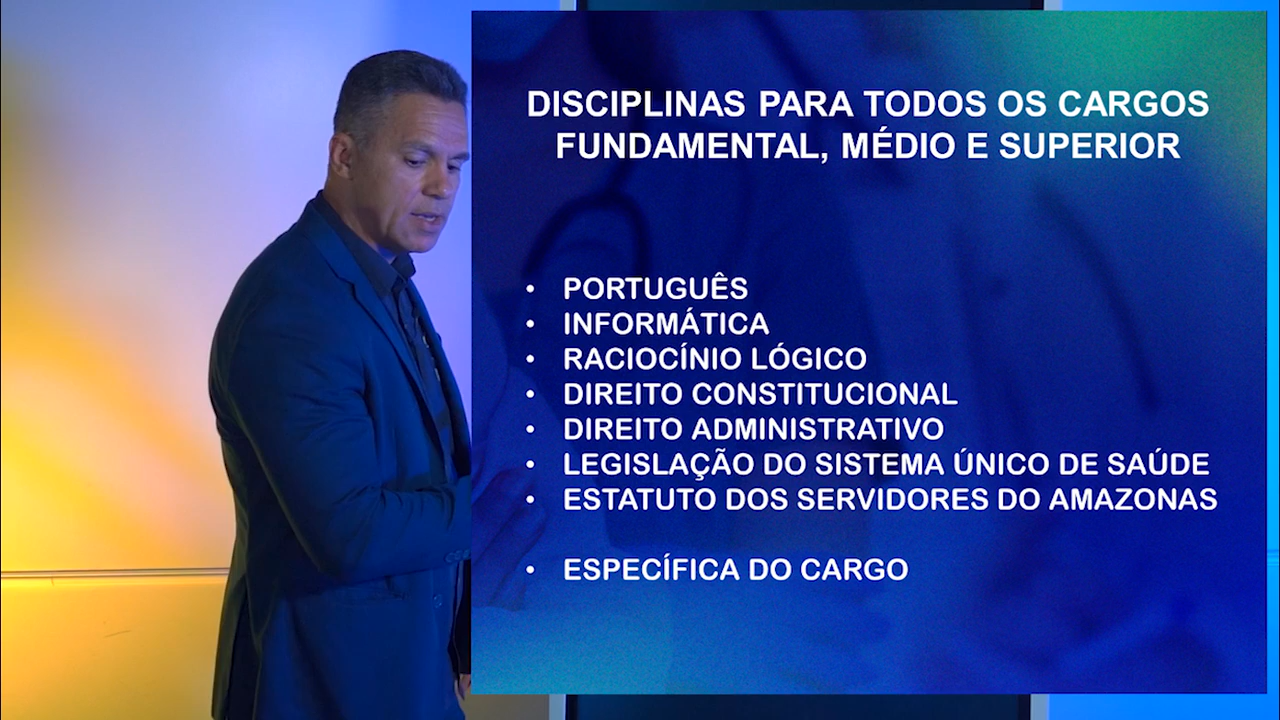 DISCIPLINAS PARA TODOS OS CARGOS
FUNDAMENTAL, MÉDIO E SUPERIOR
• PORTUGUÊS
• INFORMÁTICA
• RACIOCÍNIO LÓGICO
• DIREITO CONSTITUCIONAL
• DIREITO ADMINISTRATIVO
• LEGISLAÇÃO DO SISTEMA ÚNICO DE SAÚDE
• ESTATUTO DOS SERVIDORES DO AMAZONAS
• ESPECÍFICA DO CARGO